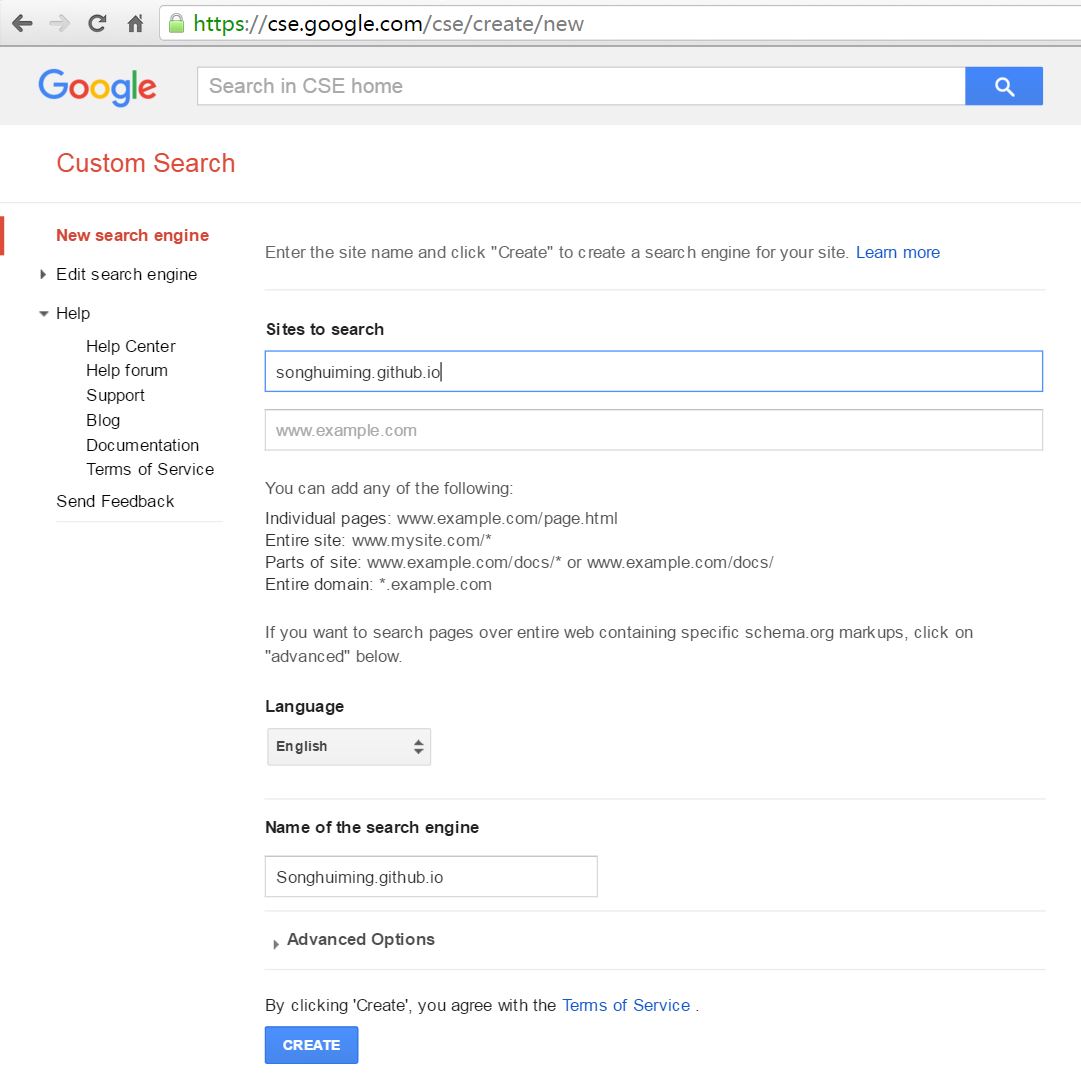 https://cse.google.com/cse/create/new
Google
Search in CSE home
Custom Search
New search engine
Edit search engine
Help
Help Center
Help forum
Support
Blog
Documentation
Terms of Service
Send Feedback
Enter the site name and click "Create" to create a search engine for your site. Learn more
Sites to search
songhuiming.github.io
www.example.com
You can add any of the following:
Individual pages: www.example.com/page.html
Entire site: www.mysite.com/*
Parts of site: www.example.com/docs/* or www.example.com/docs/
Entire domain: *.example.com
If you want to search pages over entire web containing specific schema.org markups, click on
"advanced" below.
Language
English
Name of the search engine
Songhuiming.github.io
Advanced Options
By clicking 'Create', you agree with the Terms of Service .
CREATE